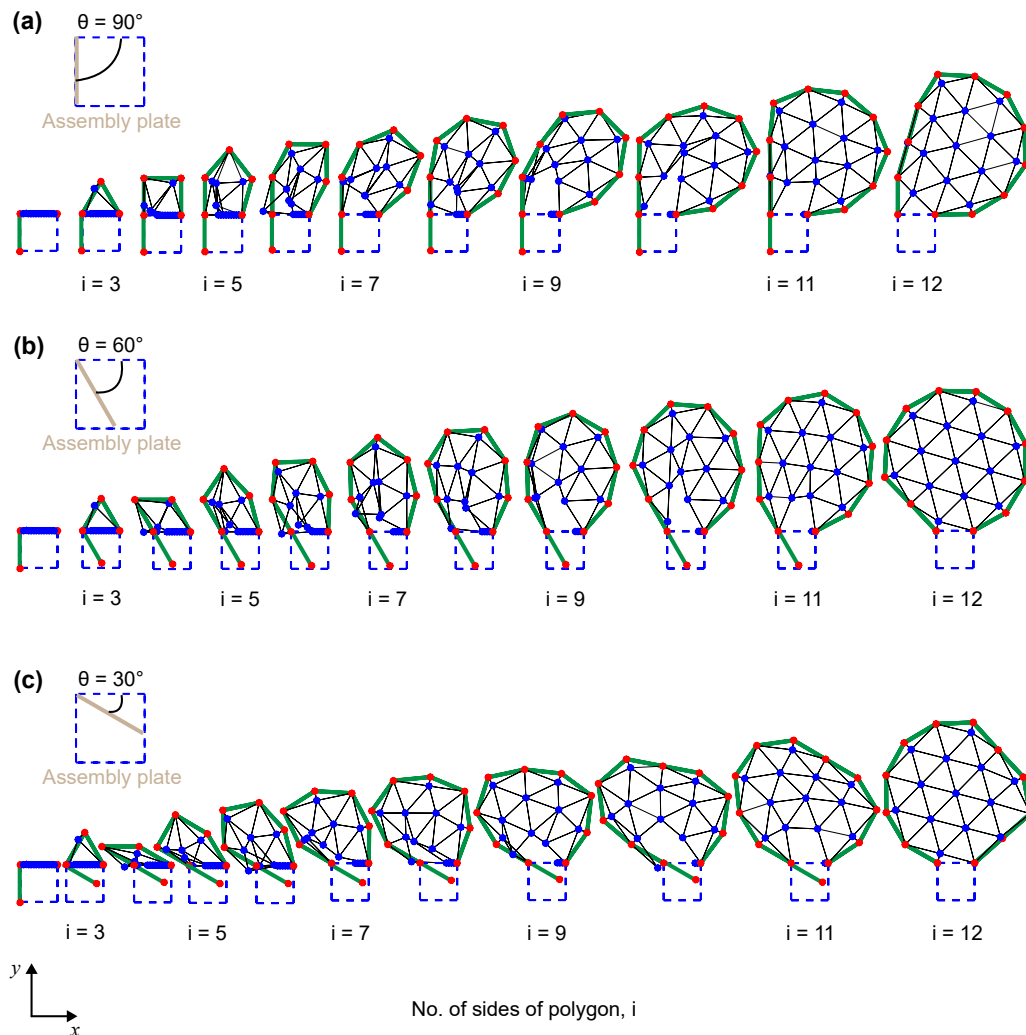 (a)
θ = 90°
Assembly plate
i = 3
i = 5
i = 7
i = 9
i = 11
i = 12
(b)
θ = 60°
Assembly plate
i = 3
i = 5
i = 7
i = 9
i = 11
i = 12
(c)
θ = 30°
Assembly plate
i = 3
i = 5
i = 7
i = 9
i = 11
i = 12
y
x
No. of sides of polygon, i